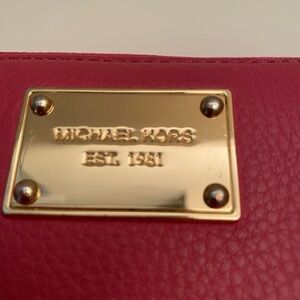 MICHAEL KORS
EST. 1981